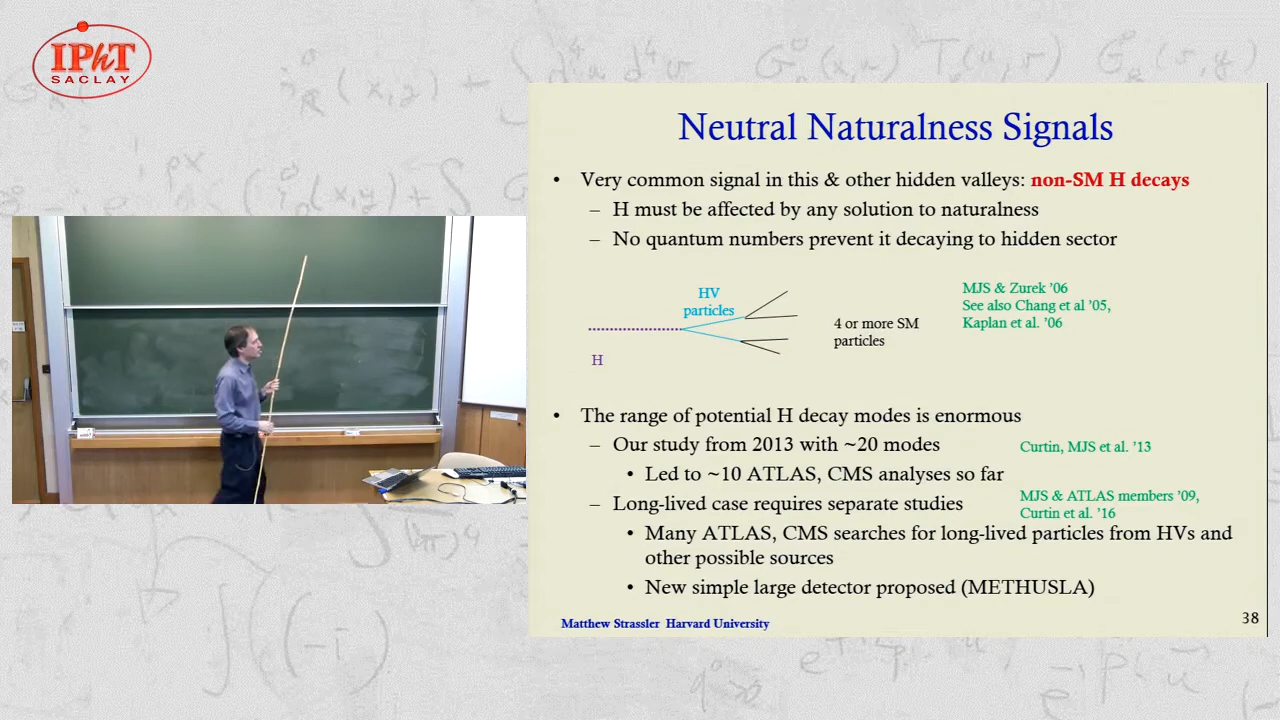 IPhT
SACLAY
Neutral Naturalness Signals
• Very common signal in this & other hidden valleys: non-SM H decays
– H must be affected by any solution to naturalness
– No quantum numbers prevent it decaying to hidden sector
HV
particles
H
4 or more SM
particles
MJS & Zurek ’06
See also Chang et al ’05,
Kaplan et al. ’06
• The range of potential H decay modes is enormous
– Our study from 2013 with ~20 modes
Curtin, MJS et al. ’13
• Led to ~10 ATLAS, CMS analyses so far
– Long-lived case requires separate studies
MJS & ATLAS members ’09,
Curtin et al. ’16
• Many ATLAS, CMS searches for long-lived particles from HVs and
other possible sources
• New simple large detector proposed (METHUSLA)
Matthew Strassler Harvard University
38